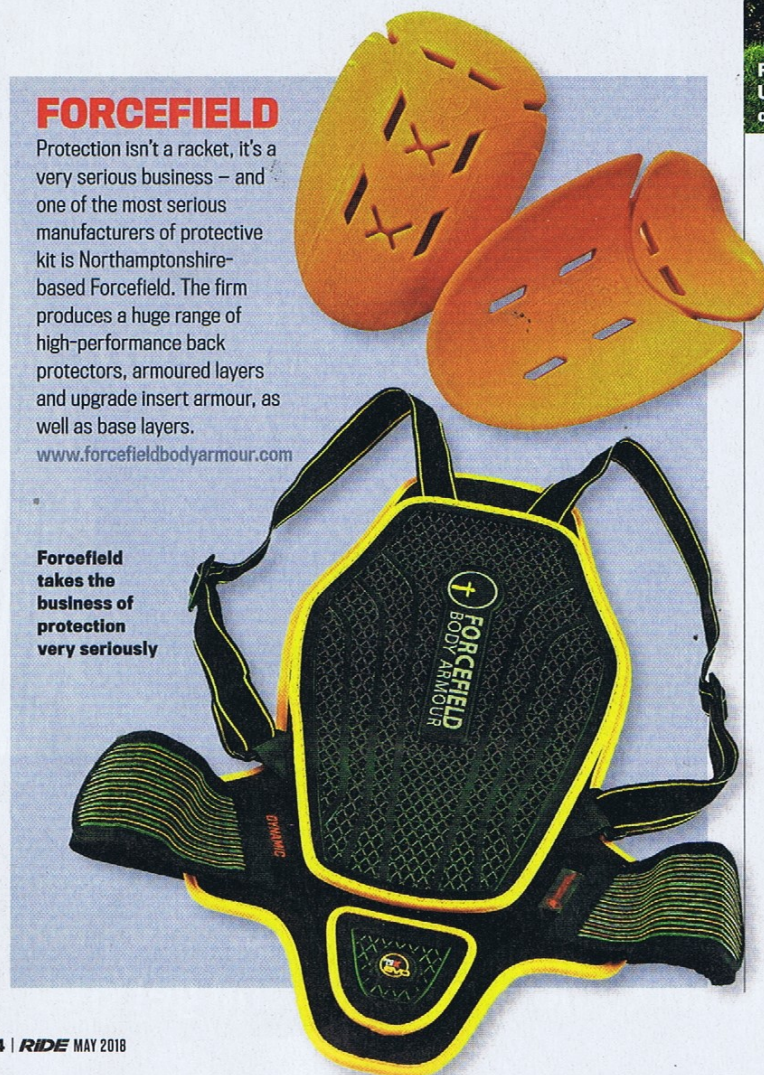 FORCEFIELD
Protection isn't a racket, it's a
very serious business – and
one of the most serious
manufacturers of protective
kit is Northamptonshire-
based Forcefield. The firm
produces a huge range of
high-performance back
protectors, armoured layers
and upgrade insert armour, as
well as base layers.
www.forcefieldbodyarmour.com
Forcefield
takes the
business of
protection
very seriously
FORCEFIELD
BODY ARMOUR
DYNAMIC
4 | RiDE MAY 2018